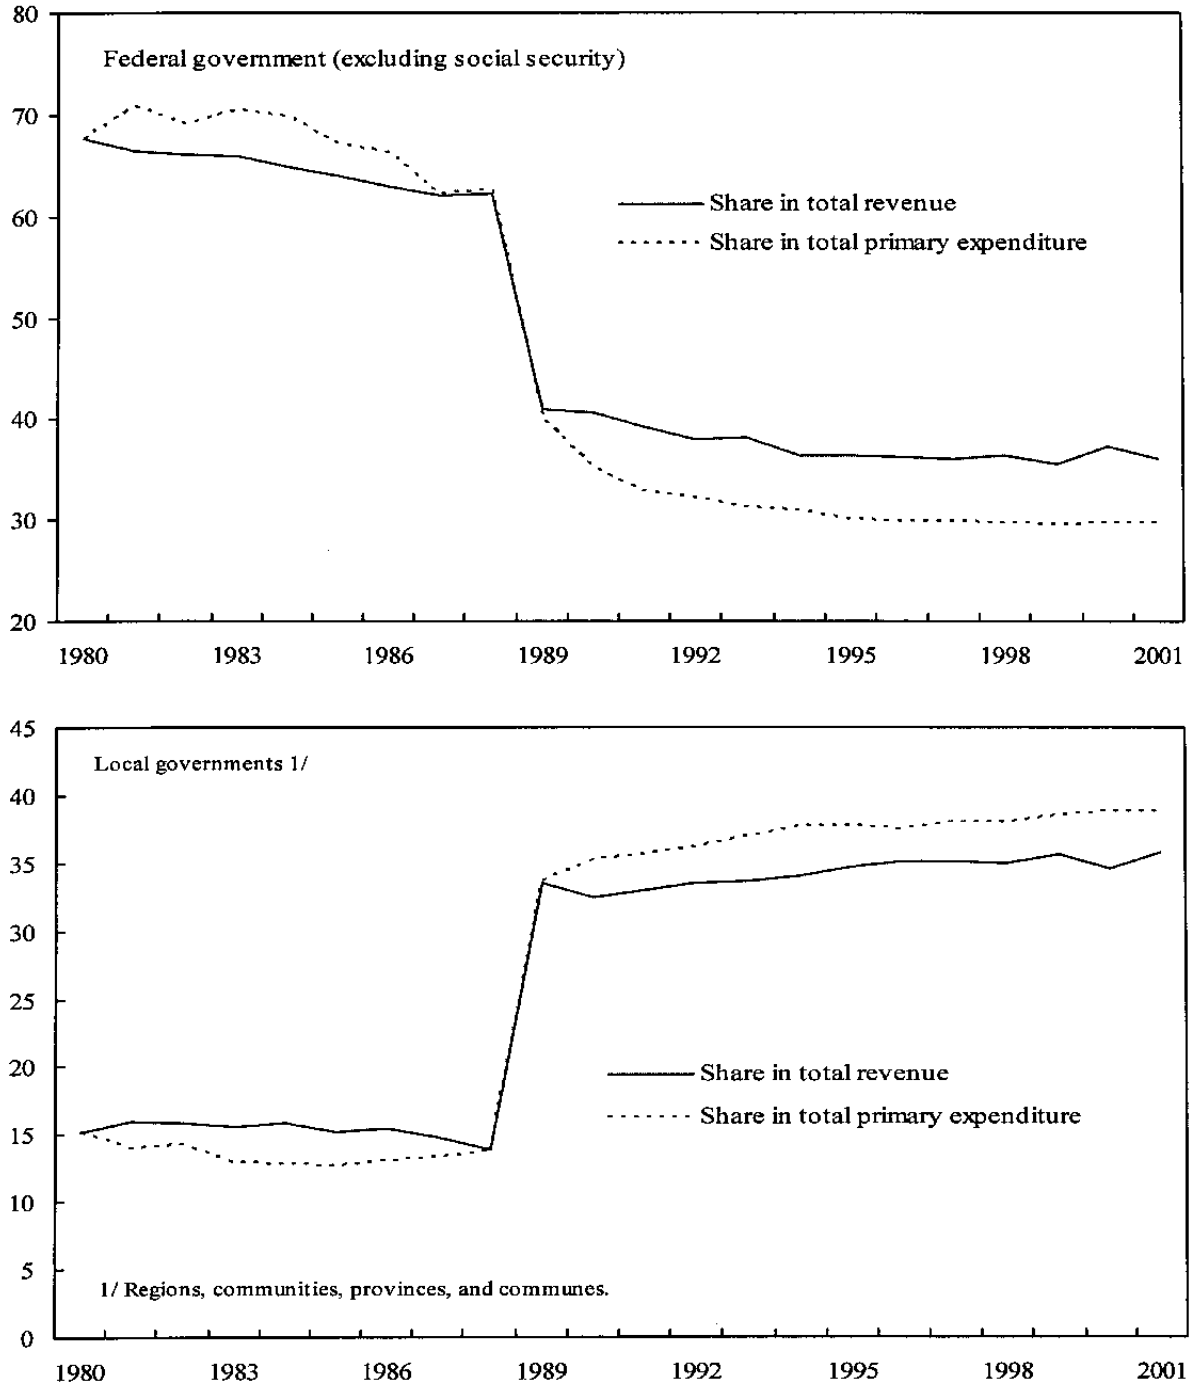 80
Federal government (excluding social security)
70
60
Share in total revenue
Share in total primary expenditure
50
40
30
20
1980 1983 1986 1989 1992 1995 1998 2001
45
Local governments 1/
40
35
30
25
20
Share in total revenue
Share in total primary expenditure
15
10
5
1/ Regions, communities, provinces, and communes.
0
1980 1983 1986 1989 1992 1995 1998 2001